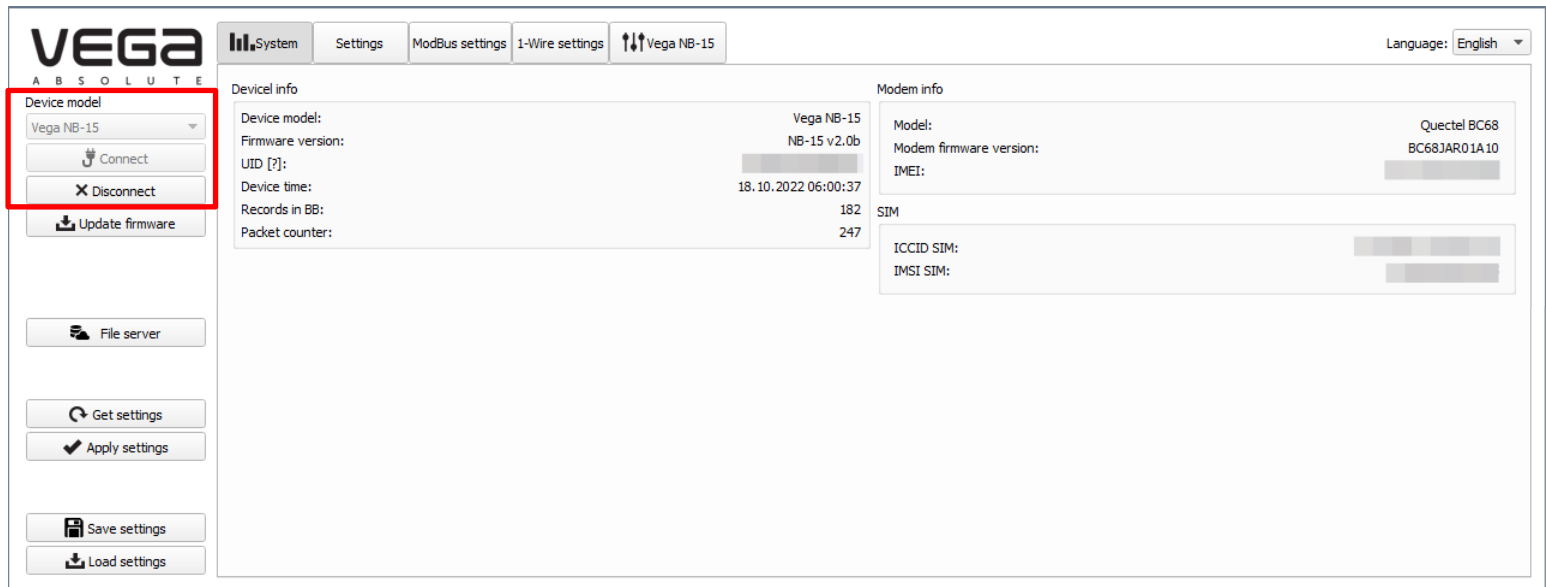 VEGA
ABSOLUTE
Device model
Vega NB-15
Connect
Disconnect
Update firmware
File server
Get settings
Apply settings
Save settings
Load settings
System Settings ModBus settings 1-Wire settings Vega NB-15
Language: English
Devicel info
Device model: Vega NB-15
Firmware version: NB-15 v2.0b
UID [?]:
Device time: 18.10.2022 06:00:37
Records in BB: 182
Packet counter: 247
Modem info
Model: Quectel BC68
Modem firmware version: BC68JAR01A10
IMEI:
SIM
ICCID SIM:
IMSI SIM: